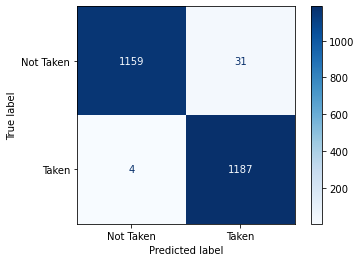 1000
Not Taken 1159 31
800
True label
600
400
Taken 4 1187
200
Not Taken Taken
Predicted label